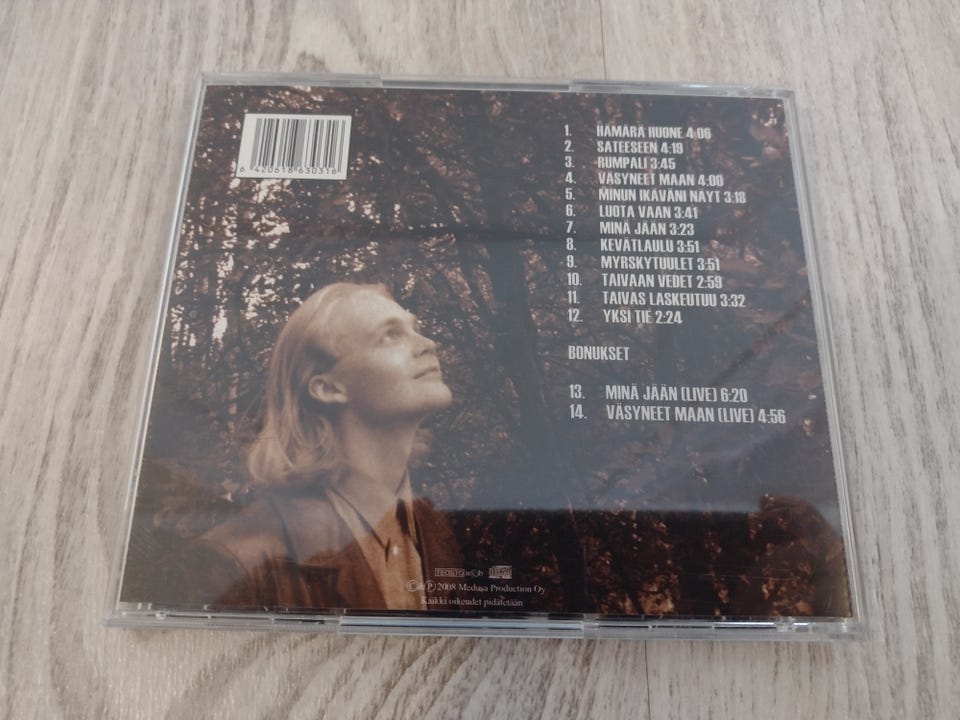 6 420618 630316
1. HÄMÄRÄ HUONE 4:06
2. SATEESEEN 4:19
3. RUMPALI 3:45
4. VÄSYNEET MAAN 4:00
5. MINUN IKÄVÄNI NÄYT 3:18
6. LUOTA VAAN 3:41
7. MINÄ JÄÄN 3:23
8. KEVÄTLAULU 3:51
9. MYRSKYTUULET 3:51
10. TAIVAAN VEDET 2:59
11. TAIVAS LASKEUTUU 3:32
12. YKSI TIE 2:24
BONUKSET
13. MINÄ JÄÄN (LIVE) 6:20
14. VÄSYNEET MAAN (LIVE) 4:56
TEOSTO n©b
©&℗ 2008 Medusa Production Oy
Kaikki oikeudet pidätetään